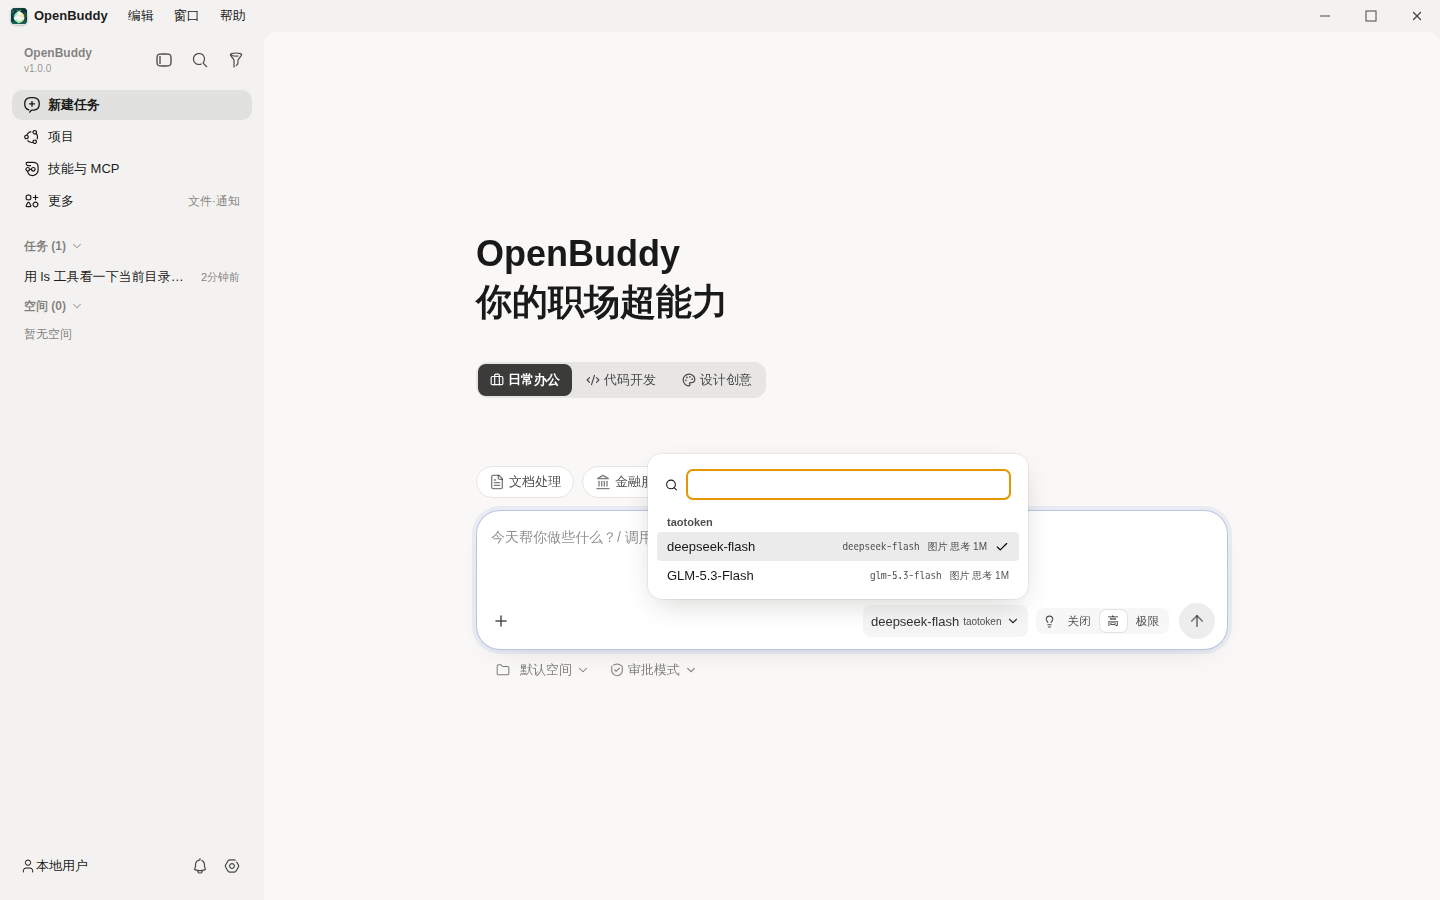 OpenBuddy 编辑 窗口 帮助
OpenBuddy
v1.0.0
新建任务
项目
技能与 MCP
更多 文件·通知
任务 (1)
用 ls 工具看一下当前目录… 2分钟前
空间 (0)
暂无空间
本地用户
OpenBuddy
你的职场超能力
日常办公 代码开发 设计创意
文档处理 金融
taotoken
deepseek-flash deepseek-flash 图片 思考 1M
GLM-5.3-Flash glm-5.3-flash 图片 思考 1M
今天帮你做些什么？/ 调用
deepseek-flash taotoken 关闭 高 极限
默认空间 审批模式